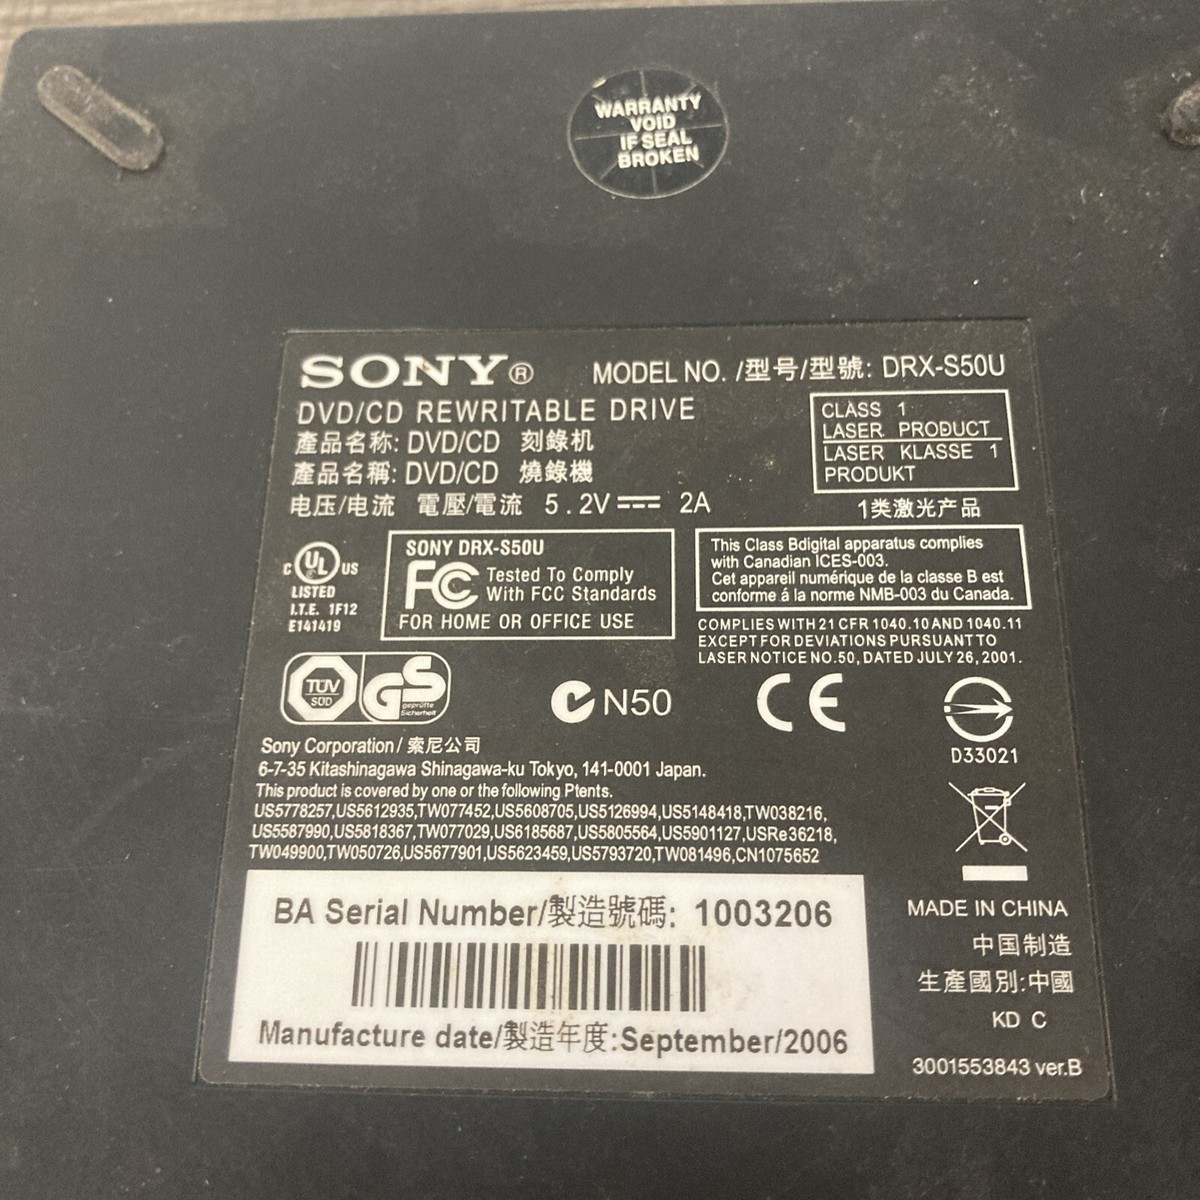 WARRANTY
VOID
IF SEAL
BROKEN
SONY® MODEL NO. /型号/型號: DRX-S50U
DVD/CD REWRITABLE DRIVE
產品名称: DVD/CD 刻錄机
產品名稱: DVD/CD 燒錄機
电压/电流 電壓/電流 5.2V 2A
CLASS 1
LASER PRODUCT
LASER KLASSE 1
PRODUKT
1类激光产品
C UL US
LISTED
I.T.E. 1F12
E141419
SONY DRX-S50U
FC Tested To Comply
With FCC Standards
FOR HOME OR OFFICE USE
This Class Bdigital apparatus complies
with Canadian ICES-003.
Cet appareil numérique de la classe B est
conforme á la norme NMB-003 du Canada.
COMPLIES WITH 21 CFR 1040.10 AND 1040.11
EXCEPT FOR DEVIATIONS PURSUANT TO
LASER NOTICE NO.50, DATED JULY 26, 2001.
TÜV
SÜD
GS
geprüfte
Sicherheit
N50
CE
D33021
Sony Corporation / 索尼公司
6-7-35 Kitashinagawa Shinagawa-ku Tokyo, 141-0001 Japan.
This product is covered by one or the following Ptents.
US5778257,US5612935,TW077452,US5608705,US5126994,US5148418,TW038216,
US5587990,US5818367,TW077029,US6185687,US5805564,US5901127,USRe36218,
TW049900,TW050726,US5677901,US5623459,US5793720,TW081496,CN1075652
BA Serial Number/製造號碼: 1003206
Manufacture date/製造年度:September/2006
MADE IN CHINA
中国制造
生產國別:中國
KD C
3001553843 ver.B